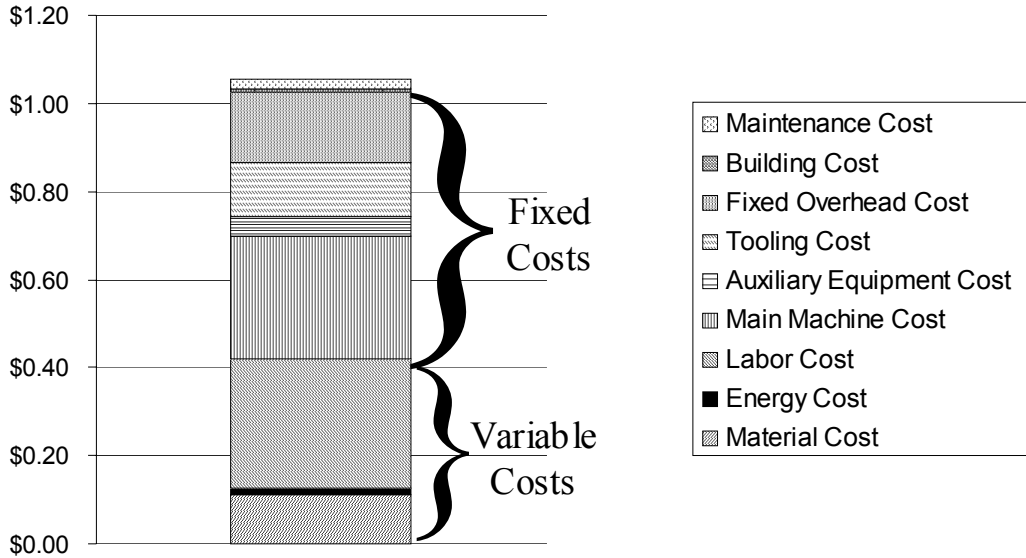 $1.20
$1.00
$0.80
$0.60
$0.40
$0.20
$0.00
Fixed
Costs
Variable
Costs
Maintenance Cost
Building Cost
Fixed Overhead Cost
Tooling Cost
Auxiliary Equipment Cost
Main Machine Cost
Labor Cost
Energy Cost
Material Cost